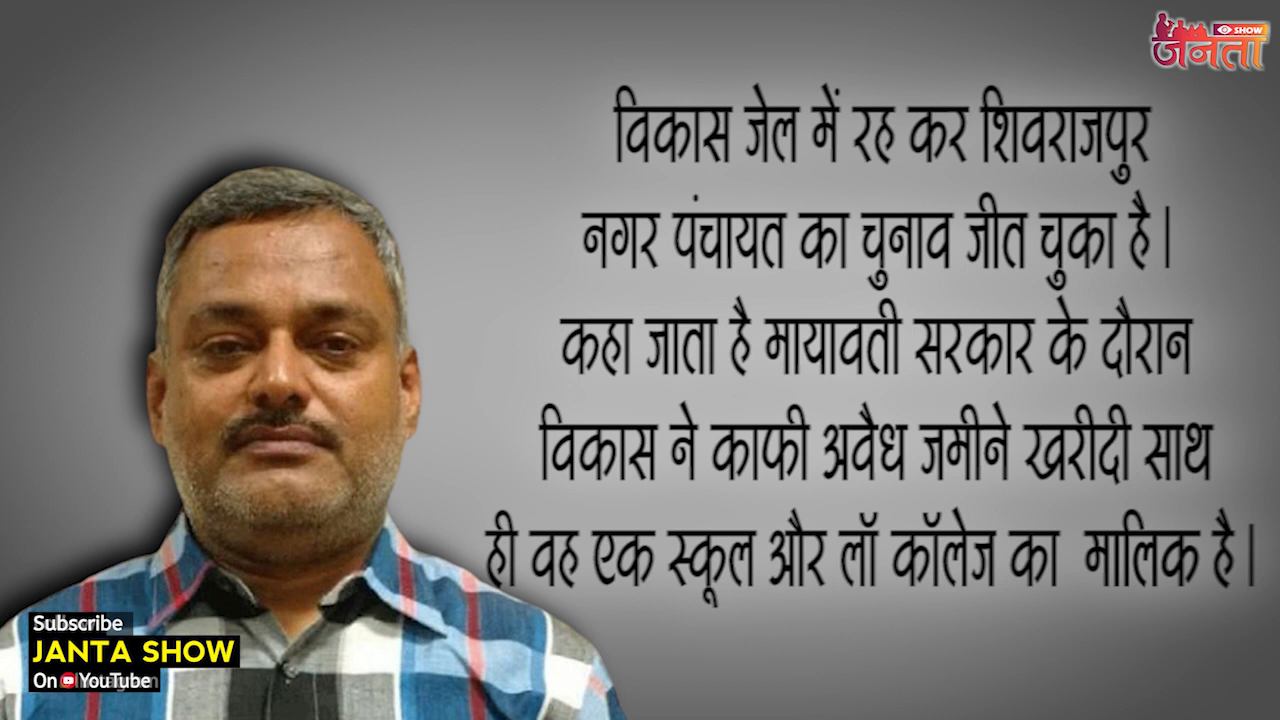 SHOW
जनता
विकास जेल में रह कर शिवराजपुर
नगर पंचायत का चुनाव जीत चुका है।
कहा जाता है मायावती सरकार के दौरान
विकास ने काफी अवैध जमीने खरीदी साथ
ही वह एक स्कूल और लॉ कॉलेज का मालिक है।
Subscribe
JANTA SHOW
On YouTube